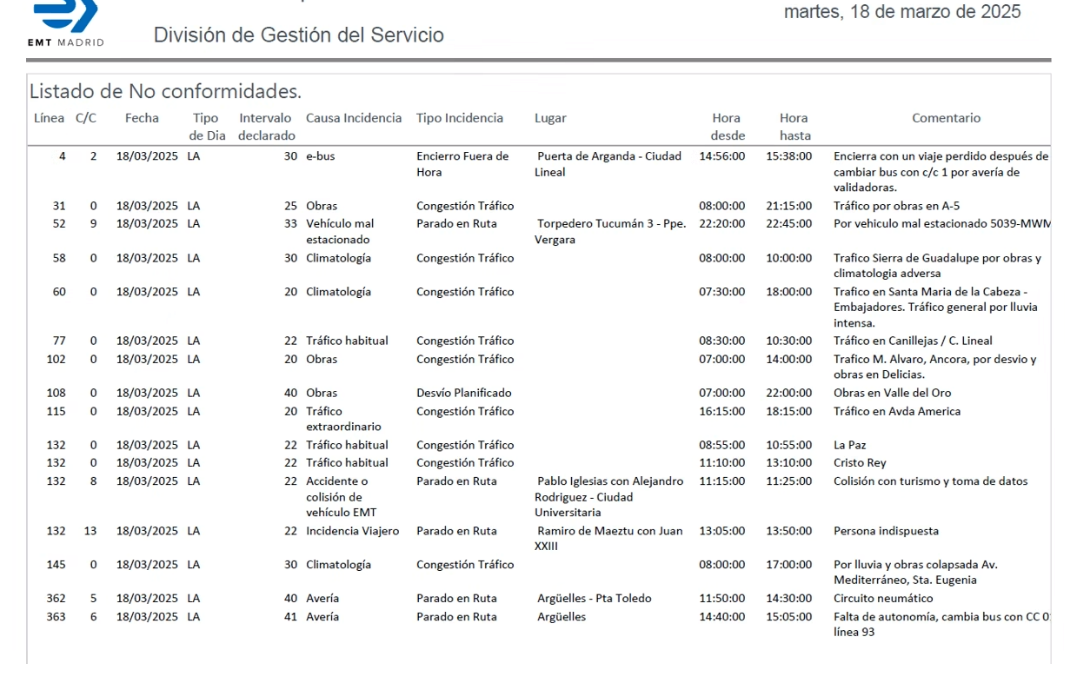 martes, 18 de marzo de 2025
EMT MADRID
División de Gestión del Servicio
Listado de No conformidades.
Línea C/C Fecha Tipo de Dia Intervalo declarado Causa Incidencia Tipo Incidencia Lugar Hora desde Hora hasta Comentario
4 2 18/03/2025 LA 30 e-bus Encierro Fuera de Hora Puerta de Arganda - Ciudad Lineal 14:56:00 15:38:00 Encierra con un viaje perdido después de cambiar bus con c/c 1 por avería de validadoras.
31 0 18/03/2025 LA 25 Obras Congestión Tráfico 08:00:00 21:15:00 Tráfico por obras en A-5
52 9 18/03/2025 LA 33 Vehículo mal estacionado Parado en Ruta Torpedero Tucumán 3 - Ppe. Vergara 22:20:00 22:45:00 Por vehiculo mal estacionado 5039-MWM
58 0 18/03/2025 LA 30 Climatología Congestión Tráfico 08:00:00 10:00:00 Trafico Sierra de Guadalupe por obras y climatologia adversa
60 0 18/03/2025 LA 20 Climatología Congestión Tráfico 07:30:00 18:00:00 Trafico en Santa Maria de la Cabeza - Embajadores. Tráfico general por lluvia intensa.
77 0 18/03/2025 LA 22 Tráfico habitual Congestión Tráfico 08:30:00 10:30:00 Tráfico en Canillejas / C. Lineal
102 0 18/03/2025 LA 20 Obras Congestión Tráfico 07:00:00 14:00:00 Trafico M. Alvaro, Ancora, por desvio y obras en Delicias.
108 0 18/03/2025 LA 40 Obras Desvío Planificado 07:00:00 22:00:00 Obras en Valle del Oro
115 0 18/03/2025 LA 20 Tráfico extraordinario Congestión Tráfico 16:15:00 18:15:00 Tráfico en Avda America
132 0 18/03/2025 LA 22 Tráfico habitual Congestión Tráfico 08:55:00 10:55:00 La Paz
132 0 18/03/2025 LA 22 Tráfico habitual Congestión Tráfico 11:10:00 13:10:00 Cristo Rey
132 8 18/03/2025 LA 22 Accidente o colisión de vehículo EMT Parado en Ruta Pablo Iglesias con Alejandro Rodriguez - Ciudad Universitaria 11:15:00 11:25:00 Colisión con turismo y toma de datos
132 13 18/03/2025 LA 22 Incidencia Viajero Parado en Ruta Ramiro de Maeztu con Juan XXIII 13:05:00 13:50:00 Persona indispuesta
145 0 18/03/2025 LA 30 Climatología Congestión Tráfico 08:00:00 17:00:00 Por lluvia y obras colapsada Av. Mediterráneo, Sta. Eugenia
362 5 18/03/2025 LA 40 Avería Parado en Ruta Argüelles - Pta Toledo 11:50:00 14:30:00 Circuito neumático
363 6 18/03/2025 LA 41 Avería Parado en Ruta Argüelles 14:40:00 15:05:00 Falta de autonomía, cambia bus con CC línea 93